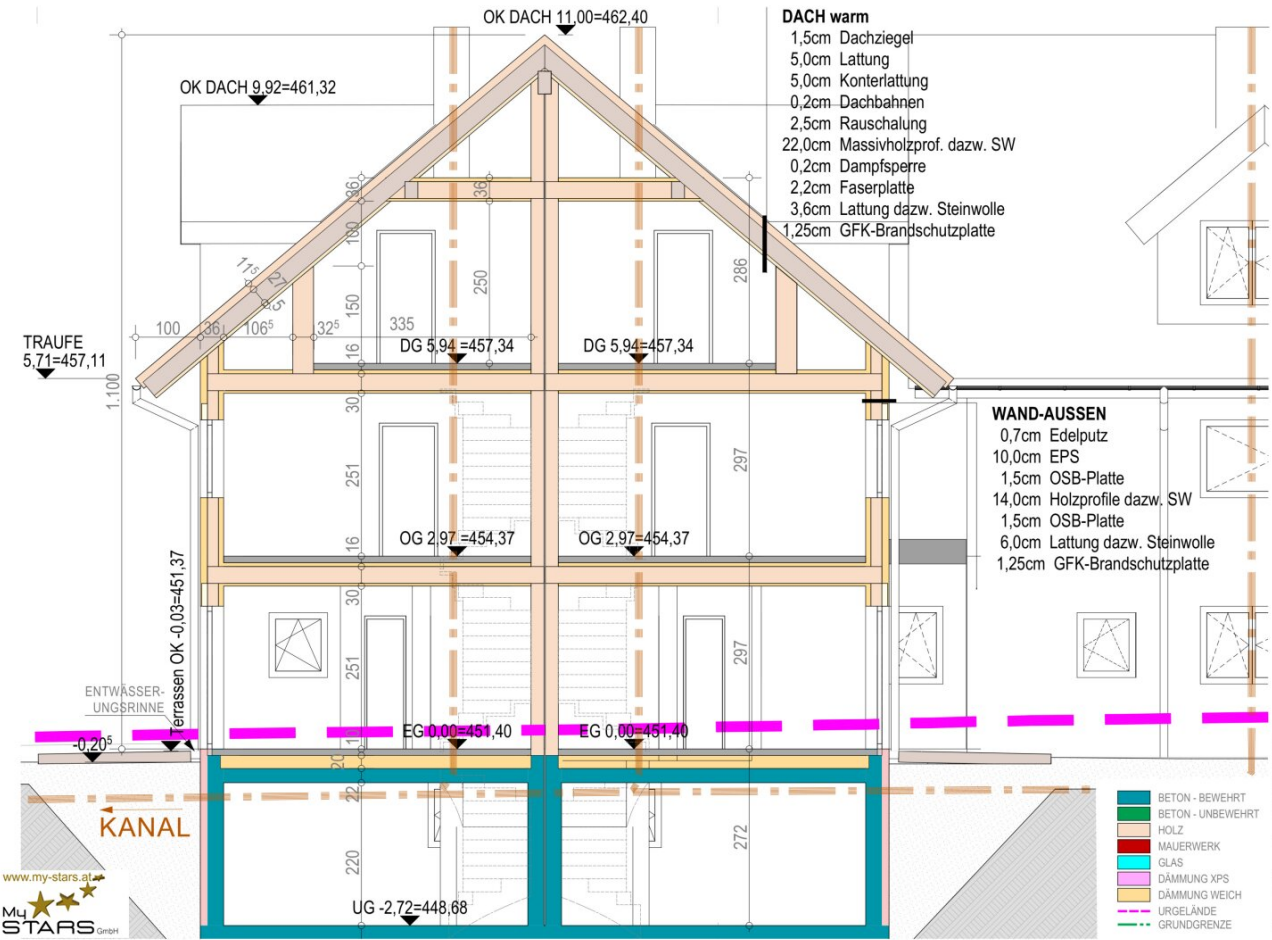 OK DACH 11,00=462,40
OK DACH 9,92=461,32
DACH warm
1,5cm Dachziegel
5,0cm Lattung
5,0cm Konterlattung
0,2cm Dachbahnen
2,5cm Rauschalung
22,0cm Massivholzprof. dazw. SW
0,2cm Dampfsperre
2,2cm Faserplatte
3,6cm Lattung dazw. Steinwolle
1,25cm GFK-Brandschutzplatte
36
36
100
250
286
11⁵
27
5
150
100
36
106⁵
32⁵
335
TRAUFE
5,71=457,11
1.100
DG 5,94 =457,34
DG 5,94=457,34
16
30
251
297
WAND-AUSSEN
0,7cm Edelputz
10,0cm EPS
1,5cm OSB-Platte
14,0cm Holzprofile dazw. SW
1,5cm OSB-Platte
6,0cm Lattung dazw. Steinwolle
1,25cm GFK-Brandschutzplatte
OG 2,97 =454,37
OG 2,97=454,37
16
30
251
297
Terrassen OK -0,03=451,37
ENTWÄSSER-
UNGSRINNE
-0,20⁵
EG 0,00=451,40
EG 0,00=451,40
20
22
KANAL
220
272
UG -2,72=448,68
www.my-stars.at
My
STARS GmbH
BETON - BEWEHRT
BETON - UNBEWEHRT
HOLZ
MAUERWERK
GLAS
DÄMMUNG XPS
DÄMMUNG WEICH
URGELÄNDE
GRUNDGRENZE